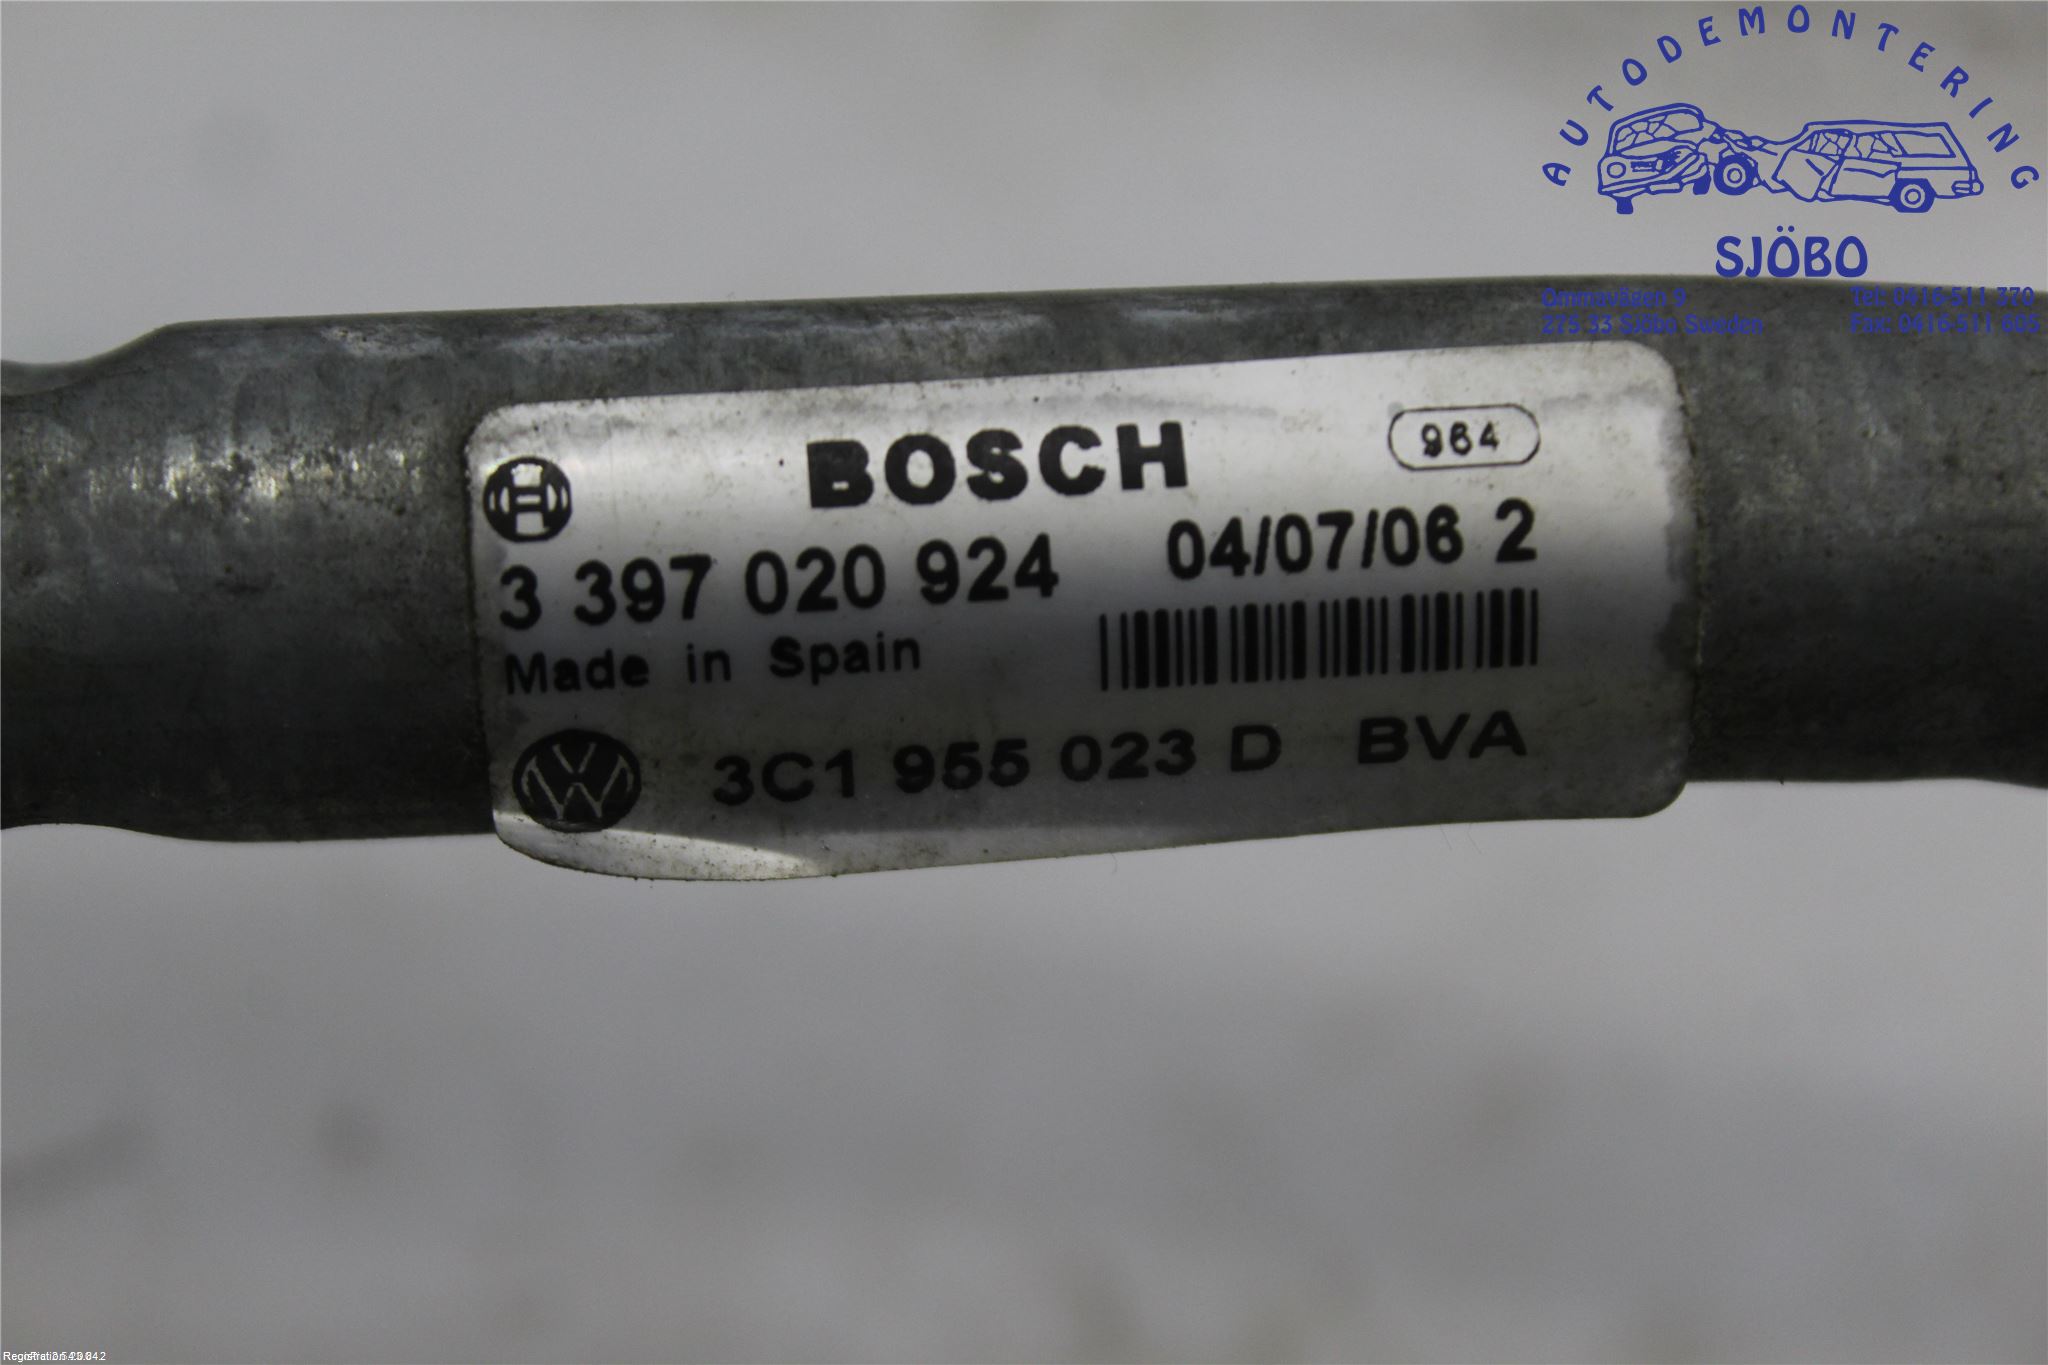 AUTODEMONTERING
SJÖBO
Ommavägen 9 Tel: 0416-511 370
275 33 Sjöbo Sweden Fax: 0416-511 605
BOSCH 964
3 397 020 924 04/07/06 2
Made in Spain
3C1 955 023 D BVA